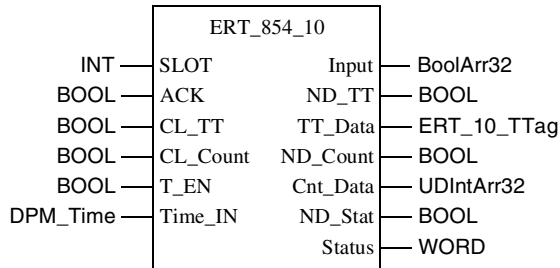 ERT_854_10
INT SLOT Input BoolArr32
BOOL ACK ND_TT BOOL
BOOL CL_TT TT_Data ERT_10_TTag
BOOL CL_Count ND_Count BOOL
BOOL T_EN Cnt_Data UDIntArr32
DPM_Time Time_IN ND_Stat BOOL
Status WORD